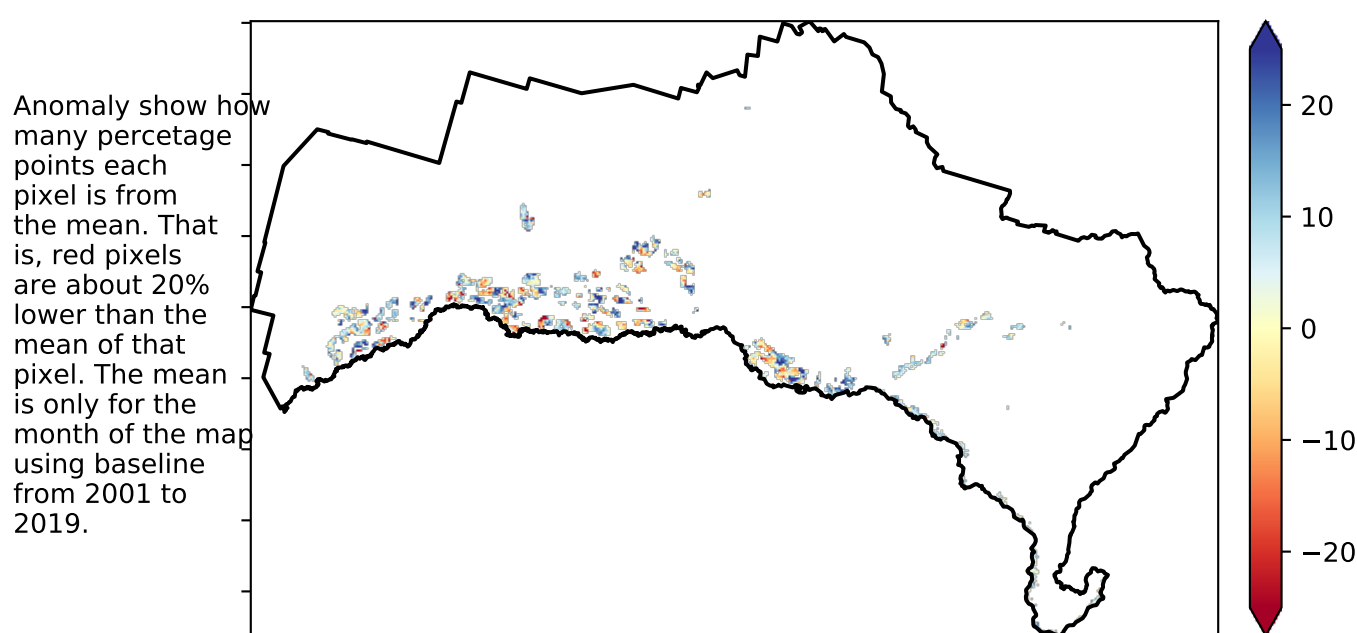 Anomaly show how
many percetage
points each
pixel is from
the mean. That
is, red pixels
are about 20%
lower than the
mean of that
pixel. The mean
is only for the
month of the map
using baseline
from 2001 to
2019.
20
10
0
−10
−20